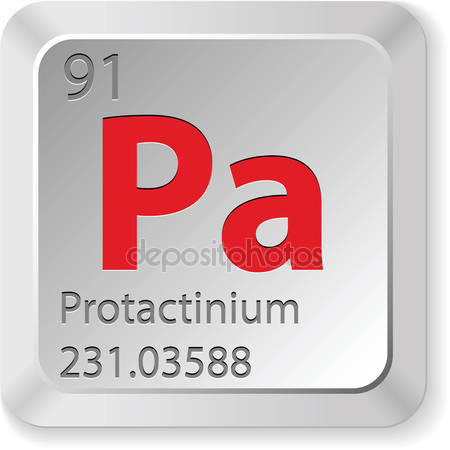 91
Pa
depositphotos
Protactinium
231.03588